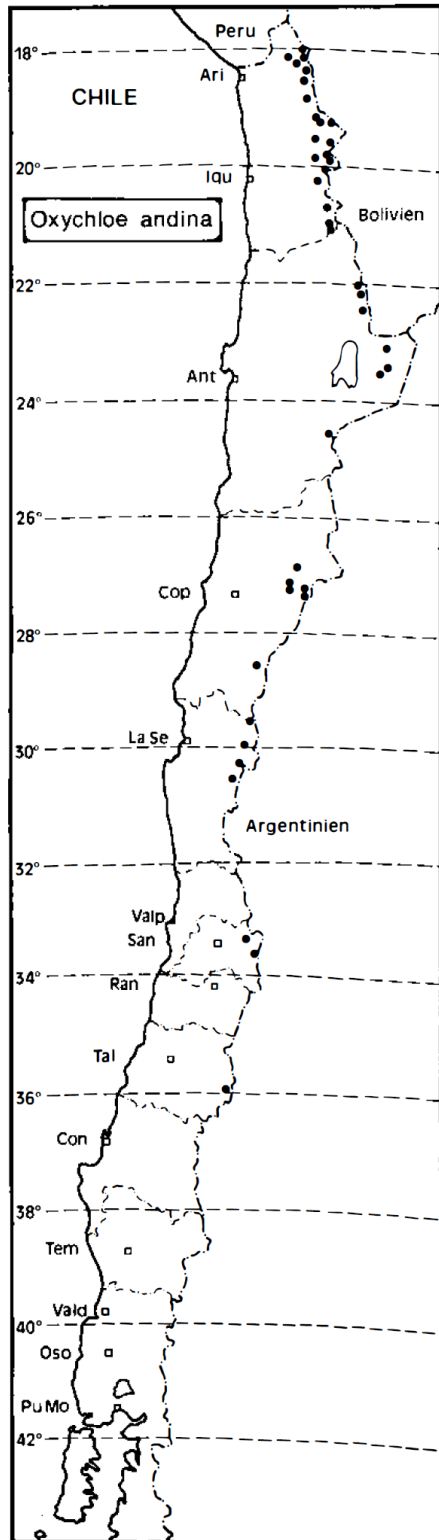 Peru
18°
Ari
CHILE
20°
Iqu
Oxychloe andina
Bolivien
22°
Ant
24°
26°
Cop
28°
La Se
30°
Argentinien
32°
Valp
San
34°
Ran
Tal
36°
Con
38°
Tem
Vald
40°
Oso
PuMo
42°